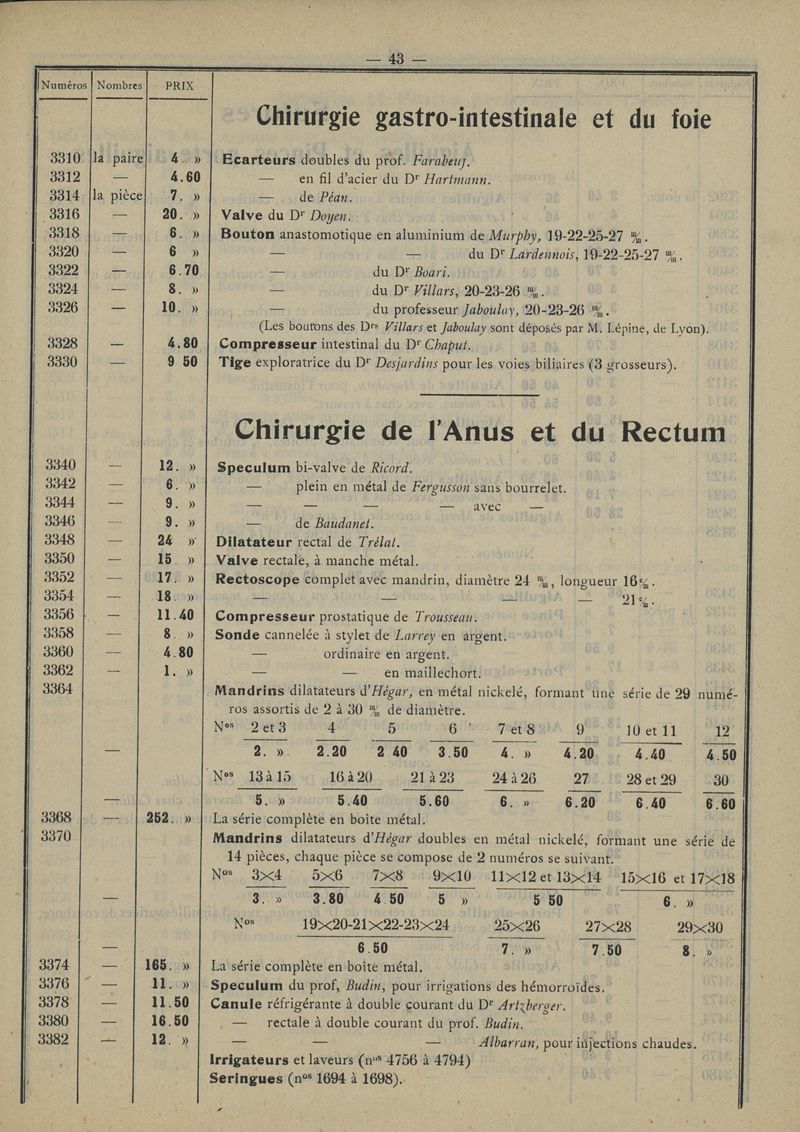 — 43 —
Numéros Nombres PRIX
Chirurgie gastro-intestinale et du foie
3310 la paire 4 » Ecarteurs doubles du prof. Farabeuf.
3312 — 4.60 — en fil d'acier du Dr Hartmann.
3314 la pièce 7. » — de Péan.
3316 — 20. » Valve du Dr Doyen.
3318 — 6. » Bouton anastomotique en aluminium de Murphy, 19-22-25-27 m/m.
3320 — 6 » — — du Dr Lardennois, 19-22-25-27 m/m.
3322 — 6.70 — du Dr Boari.
3324 — 8. » — du Dr Villars, 20-23-26 m/m.
3326 — 10. » — du professeur Jaboulay, 20-23-26 m/m.
(Les boutons des Drs Villars et Jaboulay sont déposés par M. Lépine, de Lyon).
3328 — 4.80 Compresseur intestinal du Dr Chaput.
3330 — 9 50 Tige exploratrice du Dr Desjardins pour les voies biliaires (3 grosseurs).
Chirurgie de l'Anus et du Rectum
3340 — 12. » Speculum bi-valve de Ricord.
3342 — 6. » — plein en métal de Fergusson sans bourrelet.
3344 — 9. » — — — — avec —
3346 — 9. » — de Baudanet.
3348 — 24 » Dilatateur rectal de Trélat.
3350 — 15 » Valve rectale, à manche métal.
3352 — 17. » Rectoscope complet avec mandrin, diamètre 24 m/m, longueur 16 c/m.
3354 — 18. » — — — — 21 c/m.
3356 — 11.40 Compresseur prostatique de Trousseau.
3358 — 8. » Sonde cannelée à stylet de Larrey en argent.
3360 — 4.80 — ordinaire en argent.
3362 — 1. » — — en maillechort.
3364 Mandrins dilatateurs d'Hégar, en métal nickelé, formant une série de 29 numé-
ros assortis de 2 à 30 m/m de diamètre.
Nos 2 et 3 4 5 6 7 et 8 9 10 et 11 12
— 2. » 2.20 2 40 3.50 4. » 4.20 4.40 4.50
Nos 13 à 15 16 à 20 21 à 23 24 à 26 27 28 et 29 30
— 5. » 5.40 5.60 6. » 6.20 6.40 6.60
3368 — 252. » La série complète en boite métal.
3370 Mandrins dilatateurs d'Hégar doubles en métal nickelé, formant une série de
14 pièces, chaque pièce se compose de 2 numéros se suivant.
Nos 3×4 5×6 7×8 9×10 11×12 et 13×14 15×16 et 17×18
— 3. » 3.80 4 50 5 » 5 50 6. »
Nos 19×20-21×22-23×24 25×26 27×28 29×30
— 6.50 7. » 7.50 8. »
3374 — 165. » La série complète en boite métal.
3376 — 11. » Speculum du prof, Budin, pour irrigations des hémorroïdes.
3378 — 11.50 Canule réfrigérante à double courant du Dr Artzberger.
3380 — 16.50 — rectale à double courant du prof. Budin.
3382 — 12. » — — — Albarran, pour injections chaudes.
Irrigateurs et laveurs (nos 4756 à 4794)
Seringues (nos 1694 à 1698).